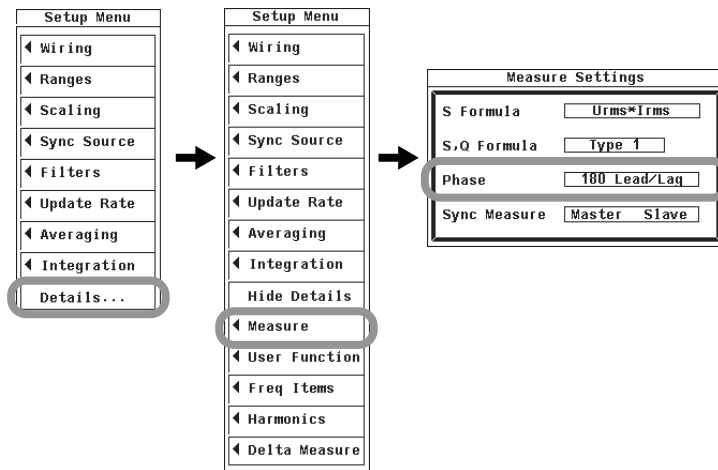 Setup Menu
Wiring
Ranges
Scaling
Sync Source
Filters
Update Rate
Averaging
Integration
Details...
Setup Menu
Wiring
Ranges
Scaling
Sync Source
Filters
Update Rate
Averaging
Integration
Hide Details
Measure
User Function
Freq Items
Harmonics
Delta Measure
Measure Settings
S Formula Urms*Irms
S,Q Formula Type 1
Phase 180 Lead/Lag
Sync Measure Master Slave